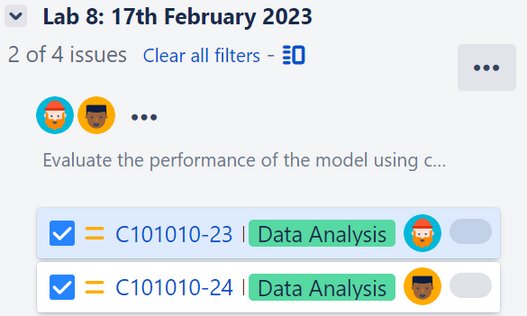 Lab 8: 17th February 2023
2 of 4 issues Clear all filters -
Evaluate the performance of the model using c...
C101010-23 Data Analysis
C101010-24 Data Analysis